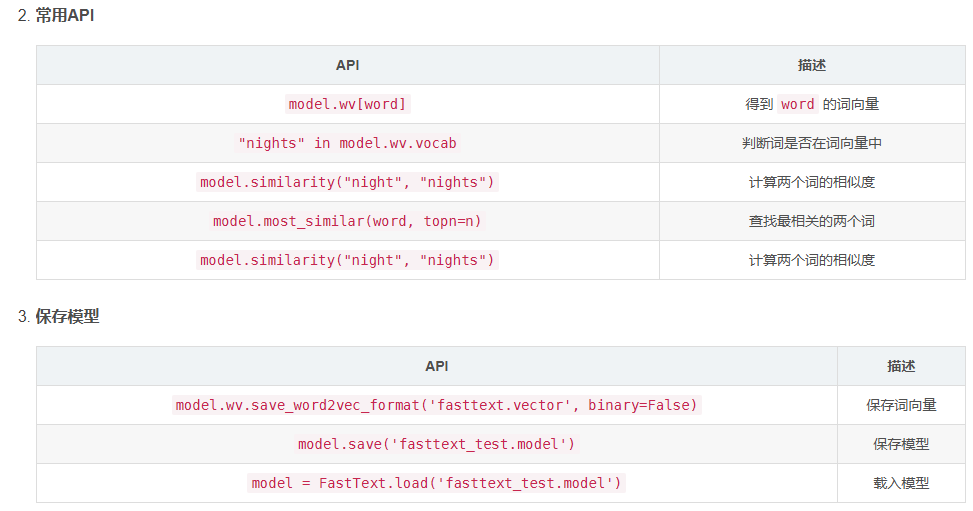 2. 常用API
API 描述
model.wv[word] 得到 word 的词向量
"nights" in model.wv.vocab 判断词是否在词向量中
model.similarity("night", "nights") 计算两个词的相似度
model.most_similar(word, topn=n) 查找最相关的两个词
model.similarity("night", "nights") 计算两个词的相似度
3. 保存模型
API 描述
model.wv.save_word2vec_format('fasttext.vector', binary=False) 保存词向量
model.save('fasttext_test.model') 保存模型
model = FastText.load('fasttext_test.model') 载入模型